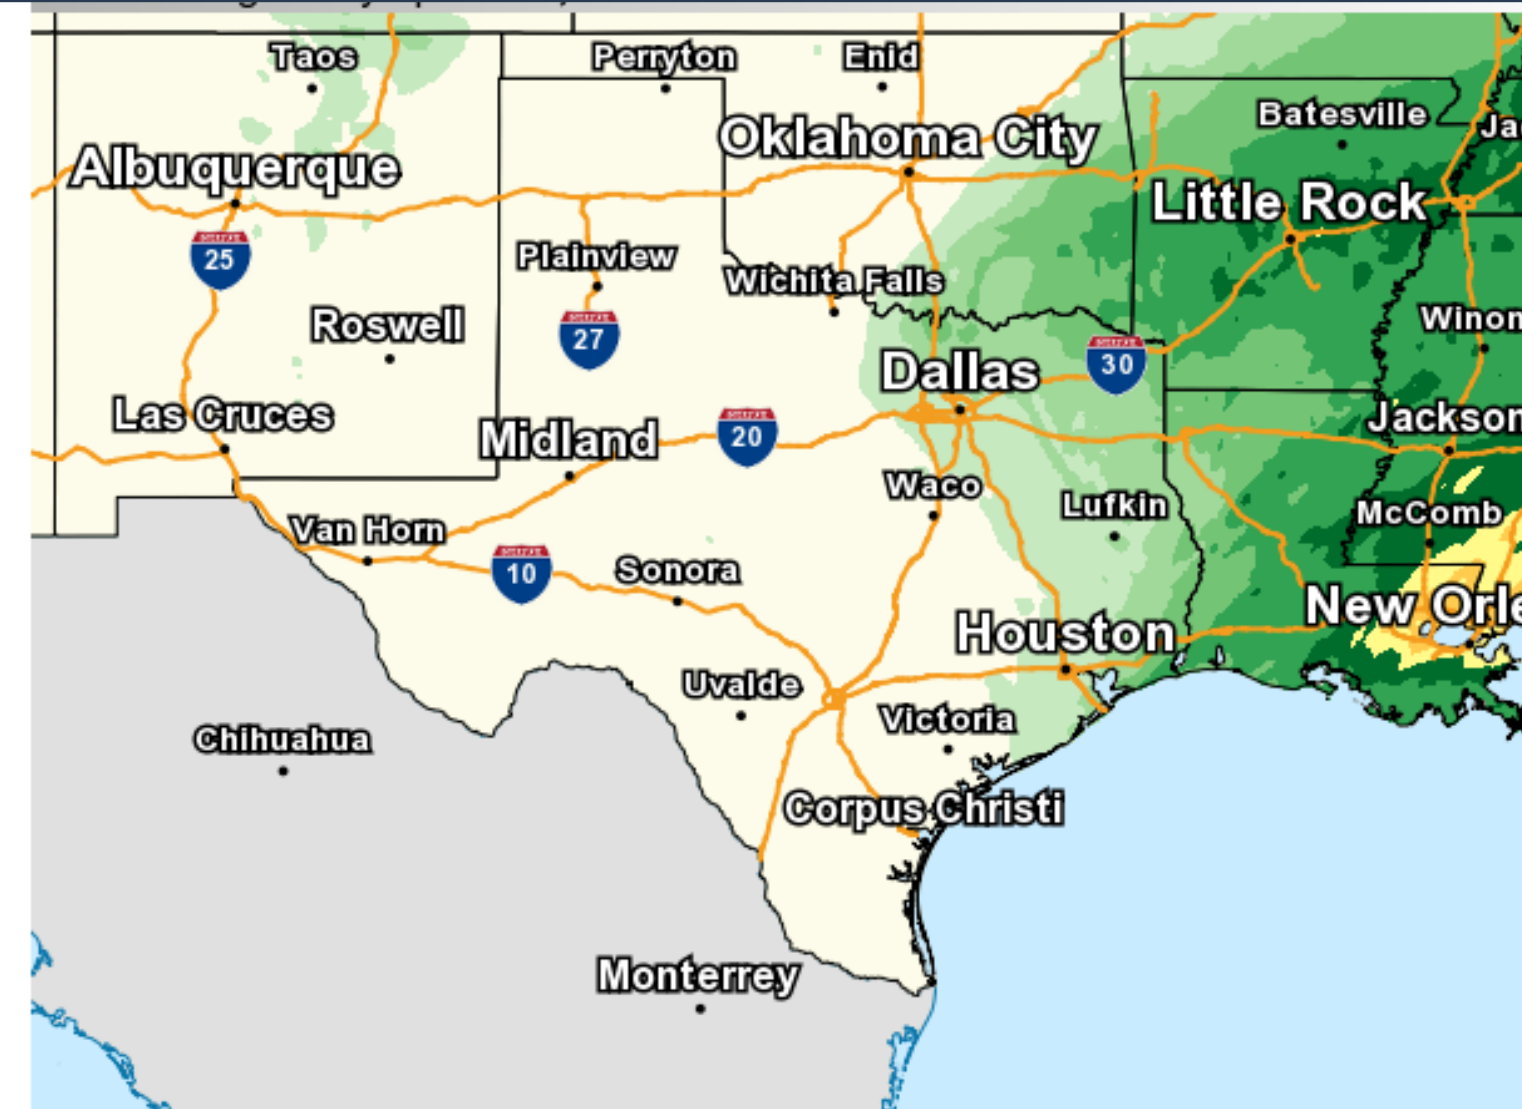 Taos
Perryton
Enid
Batesville
Oklahoma City
Albuquerque
Little Rock
25
Plainview
Wichita Falls
Roswell
27
Winon
Dallas
30
Las Cruces
Midland
20
Jackson
Waco
Lufkin
McComb
Van Horn
10
Sonora
New Orle
Houston
Uvalde
Victoria
Chihuahua
Corpus Christi
Monterrey